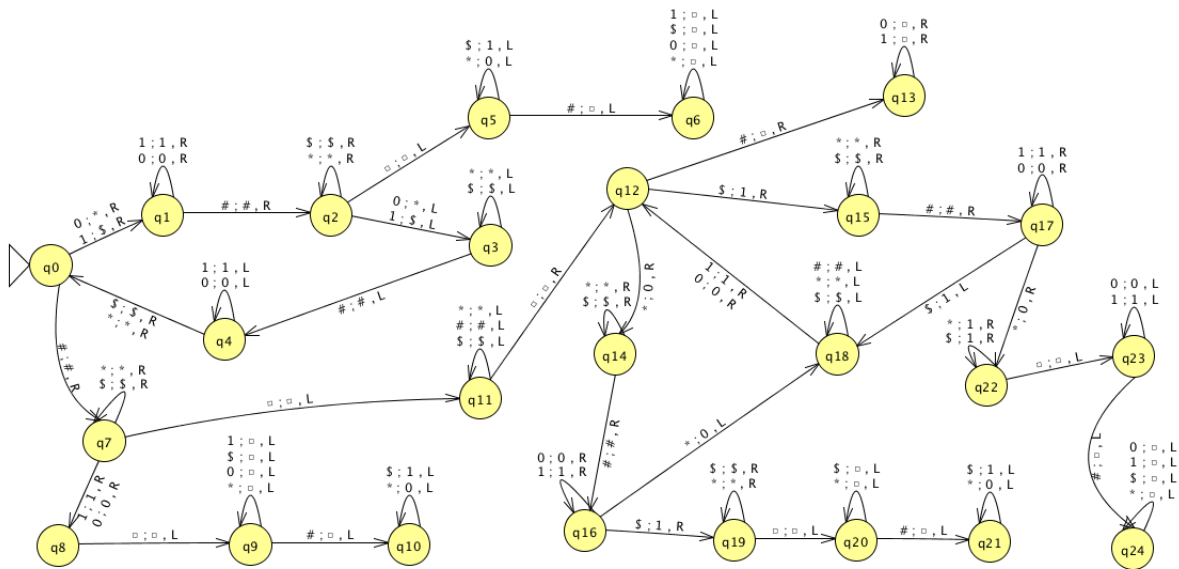 1;□,L
$;□,L
0;□,L
*;□,L
0;□,R
1;□,R
$;1,L
*;0,L
q5
#;□,L
q6
q13
1;1,R
0;0,R
$;$,R
*;*,R
□;□,L
#;□,R
*;*,R
$;$,R
1;1,R
0;0,R
q12
$;1,R
q15
#;#,R
q17
0;*,R
1;$,R
q1
#;#,R
q2
0;*,L
1;$,L
*;*,L
$;$,L
q3
q0
1;1,L
0;0,L
$;$,R
*;*,R
q4
#;#,L
□;□,R
*;0,R
1;1,R
0;0,R
#;#,L
*;*,L
$;$,L
q18
$;1,L
*;0,R
0;0,L
1;1,L
q23
#;#,R
*;*,R
$;$,R
*;*,L
#;#,L
$;$,L
q11
*;*,R
$;$,R
q14
*;1,R
$;1,R
q22
□;□,L
q7
□;□,L
#;#,R
*;0,L
#;□,L
1;1,R
0;0,R
1;□,L
$;□,L
0;□,L
*;□,L
$;1,L
*;0,L
0;0,R
1;1,R
$;$,R
*;*,R
$;□,L
*;□,L
$;1,L
*;0,L
0;□,L
1;□,L
$;□,L
*;□,L
q8
□;□,L
q9
#;□,L
q10
q16
$;1,R
q19
□;□,L
q20
#;□,L
q21
q24